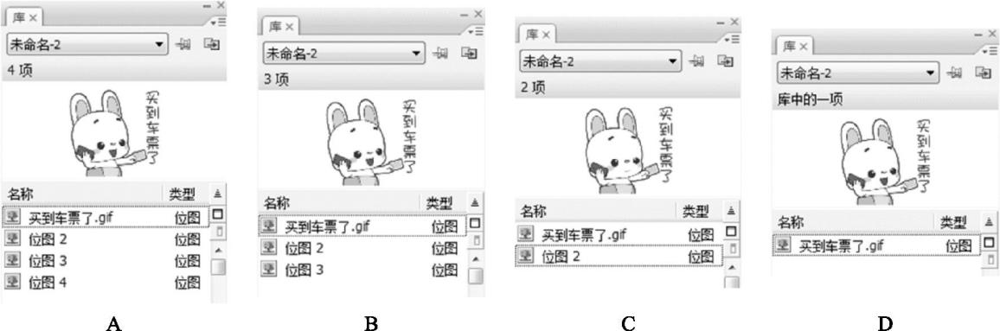 库 ×
未命名-2
4 项
买到车票了
名称 类型
买到车票了.gif 位图
位图 2 位图
位图 3 位图
位图 4 位图
A
库 ×
未命名-2
3 项
买到车票了
名称 类型
买到车票了.gif 位图
位图 2 位图
位图 3 位图
B
库 ×
未命名-2
2 项
买到车票了
名称 类型
买到车票了.gif 位图
位图 2 位图
C
库 ×
未命名-2
库中的一项
买到车票了
名称 类型
买到车票了.gif 位图
D